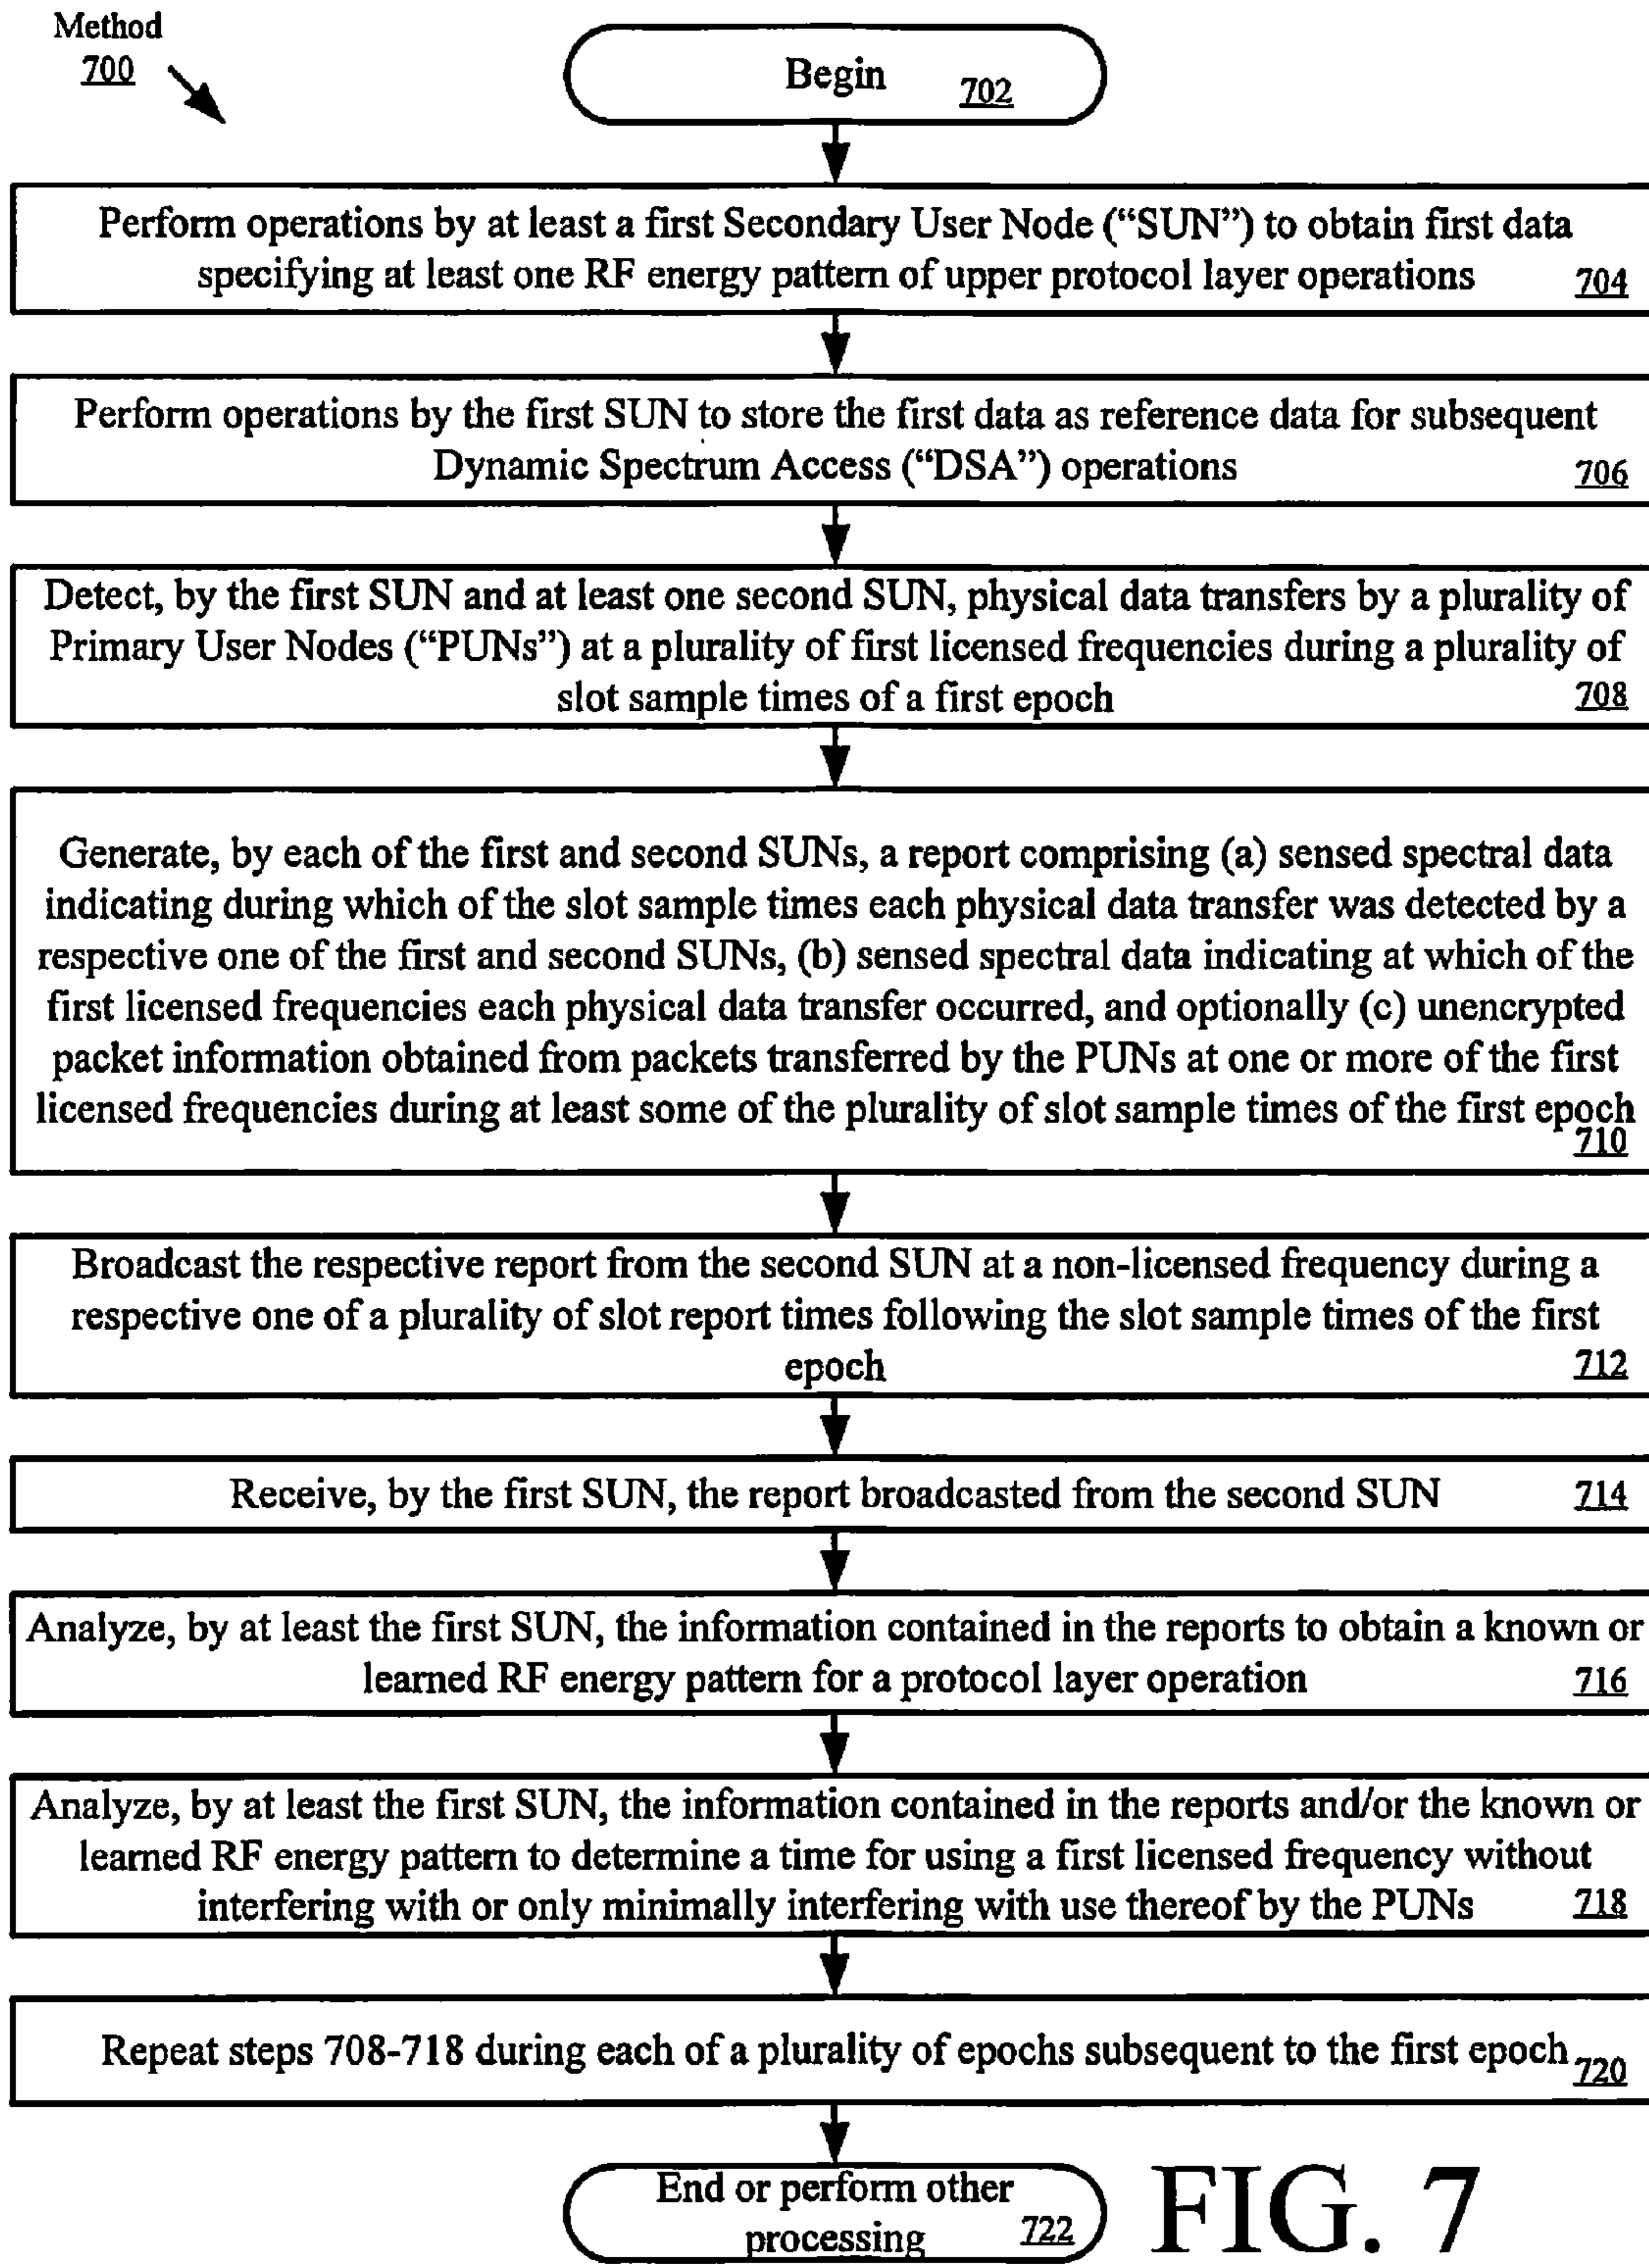 Method
700
Begin 702
Perform operations by at least a first Secondary User Node (“SUN”) to obtain first data
specifying at least one RF energy pattern of upper protocol layer operations 704
Perform operations by the first SUN to store the first data as reference data for subsequent
Dynamic Spectrum Access (“DSA”) operations 706
Detect, by the first SUN and at least one second SUN, physical data transfers by a plurality of
Primary User Nodes (“PUNs”) at a plurality of first licensed frequencies during a plurality of
slot sample times of a first epoch 708
Generate, by each of the first and second SUNs, a report comprising (a) sensed spectral data
indicating during which of the slot sample times each physical data transfer was detected by a
respective one of the first and second SUNs, (b) sensed spectral data indicating at which of the
first licensed frequencies each physical data transfer occurred, and optionally (c) unencrypted
packet information obtained from packets transferred by the PUNs at one or more of the first
licensed frequencies during at least some of the plurality of slot sample times of the first epoch
710
Broadcast the respective report from the second SUN at a non-licensed frequency during a
respective one of a plurality of slot report times following the slot sample times of the first
epoch 712
Receive, by the first SUN, the report broadcasted from the second SUN 714
Analyze, by at least the first SUN, the information contained in the reports to obtain a known or
learned RF energy pattern for a protocol layer operation 716
Analyze, by at least the first SUN, the information contained in the reports and/or the known or
learned RF energy pattern to determine a time for using a first licensed frequency without
interfering with or only minimally interfering with use thereof by the PUNs 718
Repeat steps 708-718 during each of a plurality of epochs subsequent to the first epoch 720
End or perform other
processing 722
FIG. 7